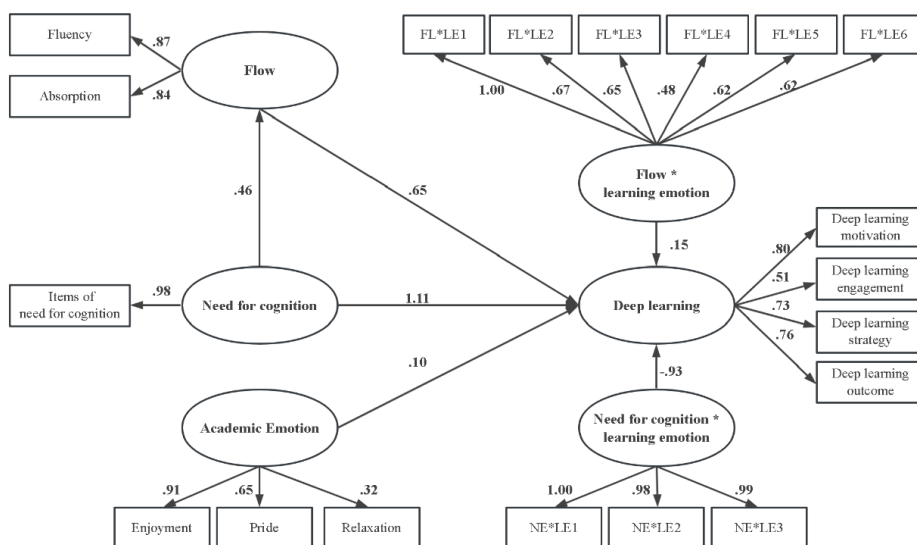 Fluency
.87
Flow
Absorption
.84
FL*LE1
FL*LE2
FL*LE3
FL*LE4
FL*LE5
FL*LE6
1.00
.67
.65
.48
.62
.62
Flow *
learning emotion
.46
.65
.15
Items of
need for cognition
.98
Need for cognition
1.11
Deep learning
.80
.51
.73
.76
Deep learning
motivation
Deep learning
engagement
Deep learning
strategy
Deep learning
outcome
.10
-.93
Academic Emotion
Need for cognition *
learning emotion
.91
.65
.32
Enjoyment
Pride
Relaxation
1.00
.98
.99
NE*LE1
NE*LE2
NE*LE3